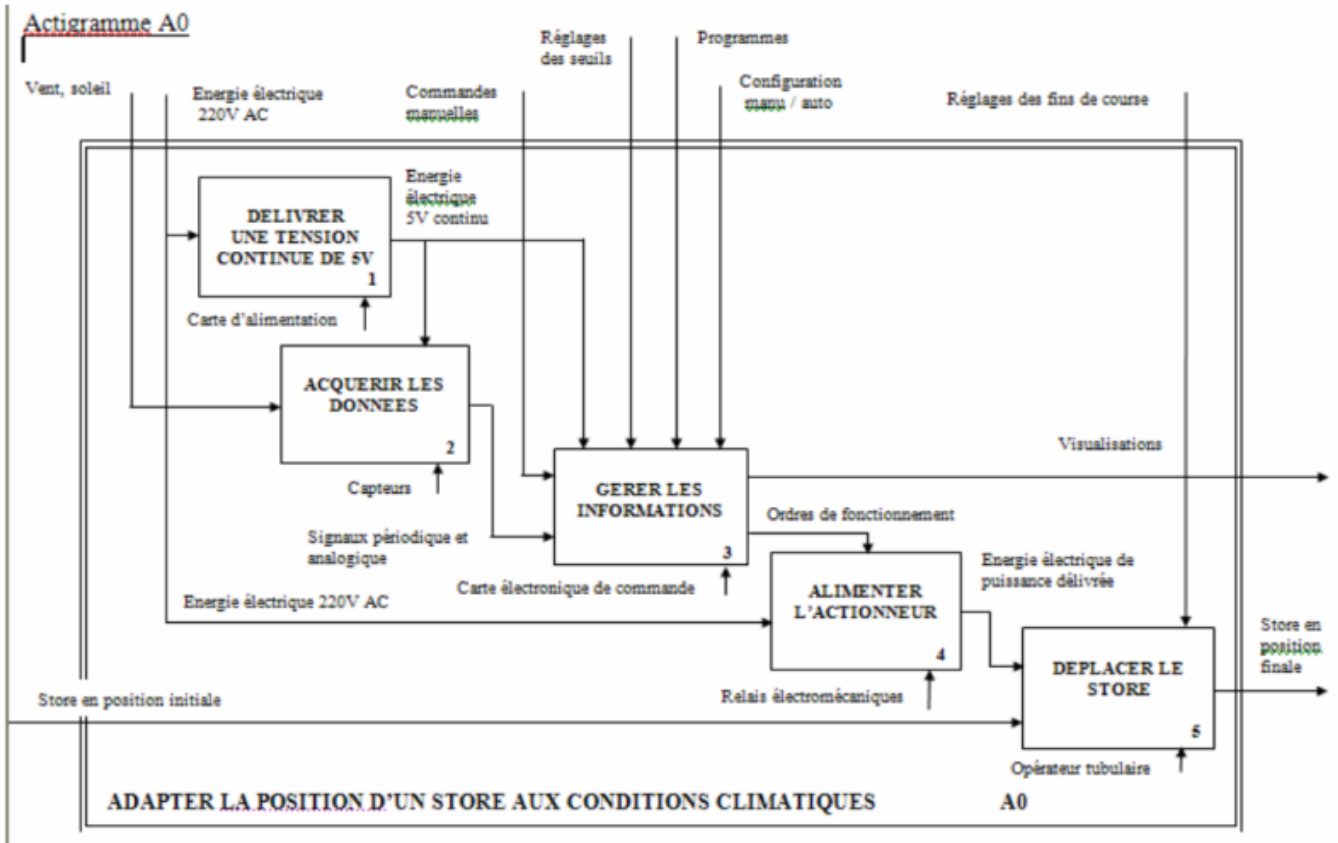 Actigramme A0
Vent, soleil
Energie électrique
220V AC
Commandes
manuelles
Réglages
des seuils
Programmes
Configuration
manu / auto
Réglages des fins de course
DELIVRER
UNE TENSION
CONTINUE DE 5V
1
Energie
électrique
5V continu
Carte d'alimentation
ACQUERIR LES
DONNEES
2
Capteurs
Signaux périodique et
analogique
GERER LES
INFORMATIONS
3
Visualisations
Ordres de fonctionnement
Carte électronique de commande
Energie électrique 220V AC
ALIMENTER
L'ACTIONNEUR
4
Energie électrique de
puissance délivrée
Relais électromécaniques
Store en position initiale
DEPLACER LE
STORE
5
Store en
position
finale
Opérateur tubulaire
ADAPTER LA POSITION D'UN STORE AUX CONDITIONS CLIMATIQUES A0